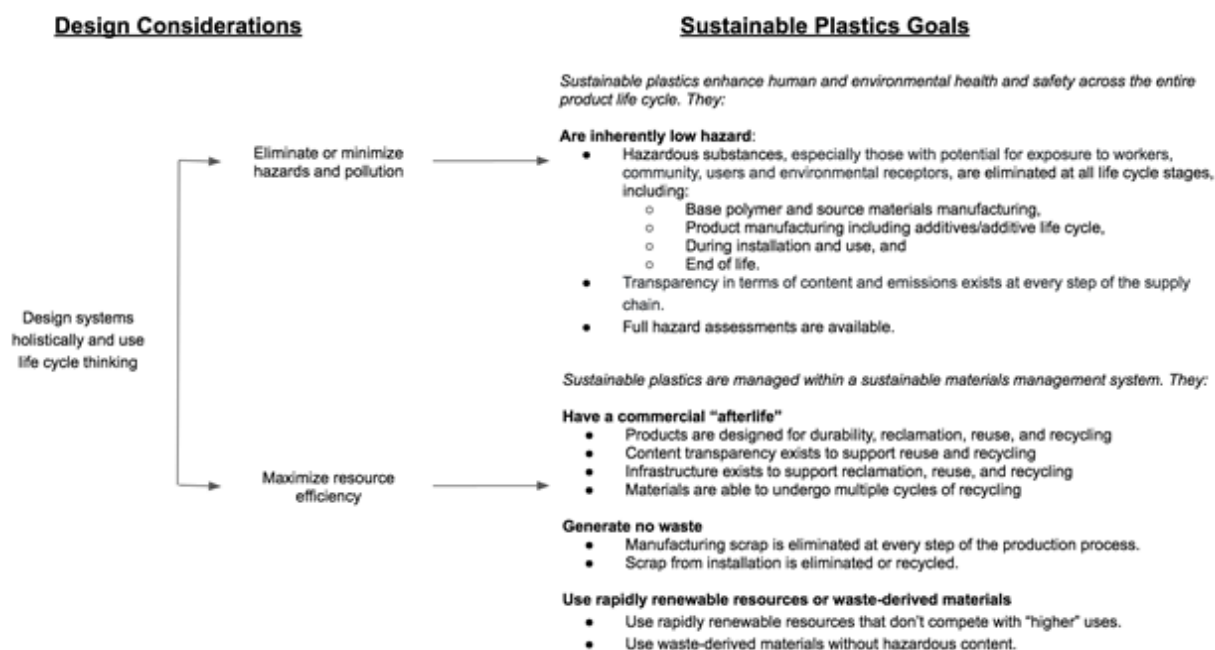 Design Considerations
Sustainable Plastics Goals
Sustainable plastics enhance human and environmental health and safety across the entire
product life cycle. They:
Are inherently low hazard:
Eliminate or minimize
hazards and pollution
● Hazardous substances, especially those with potential for exposure to workers,
community, users and environmental receptors, are eliminated at all life cycle stages,
including:
○ Base polymer and source materials manufacturing,
○ Product manufacturing including additives/additive life cycle,
○ During installation and use, and
○ End of life.
● Transparency in terms of content and emissions exists at every step of the supply
chain.
● Full hazard assessments are available.
Design systems
holistically and use
life cycle thinking
Sustainable plastics are managed within a sustainable materials management system. They:
Have a commercial “afterlife”
● Products are designed for durability, reclamation, reuse, and recycling
● Content transparency exists to support reuse and recycling
● Infrastructure exists to support reclamation, reuse, and recycling
● Materials are able to undergo multiple cycles of recycling
Maximize resource
efficiency
Generate no waste
● Manufacturing scrap is eliminated at every step of the production process.
● Scrap from installation is eliminated or recycled.
Use rapidly renewable resources or waste-derived materials
● Use rapidly renewable resources that don’t compete with “higher” uses.
● Use waste-derived materials without hazardous content.